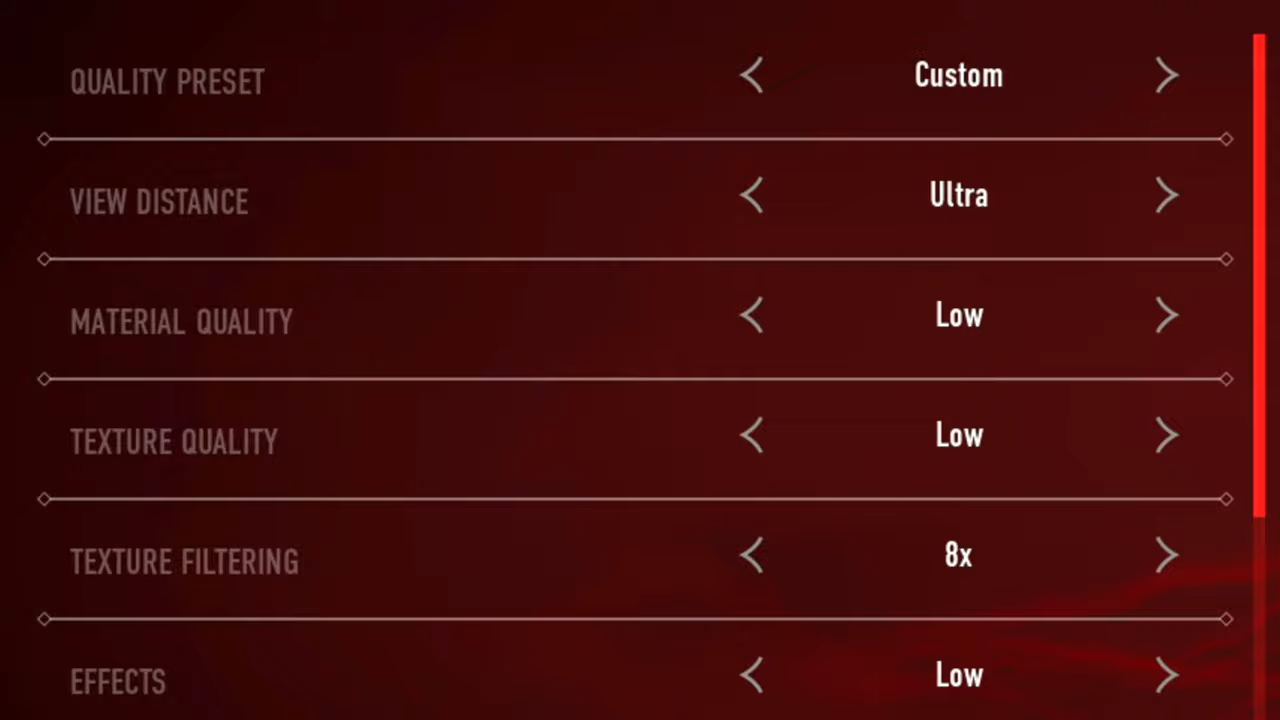 QUALITY PRESET Custom
VIEW DISTANCE Ultra
MATERIAL QUALITY Low
TEXTURE QUALITY Low
TEXTURE FILTERING 8x
EFFECTS Low